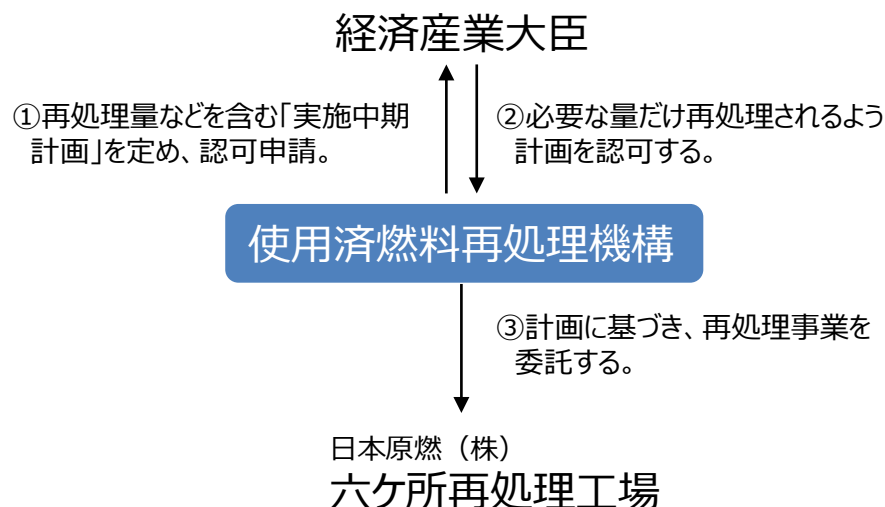 経済産業大臣
①再処理量などを含む「実施中期
計画」を定め、認可申請。
②必要な量だけ再処理されるよう
計画を認可する。
使用済燃料再処理機構
③計画に基づき、再処理事業を
委託する。
日本原燃（株）
六ケ所再処理工場